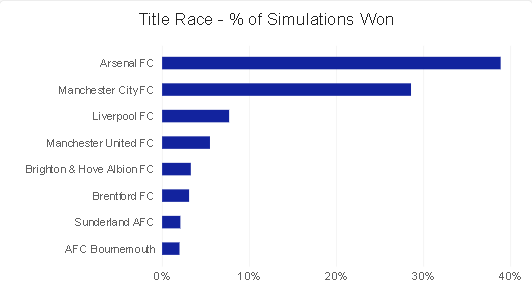 Title Race - % of Simulations Won
Arsenal FC
Manchester City FC
Liverpool FC
Manchester United FC
Brighton & Hove Albion FC
Brentford FC
Sunderland AFC
AFC Bournemouth
0% 10% 20% 30% 40%